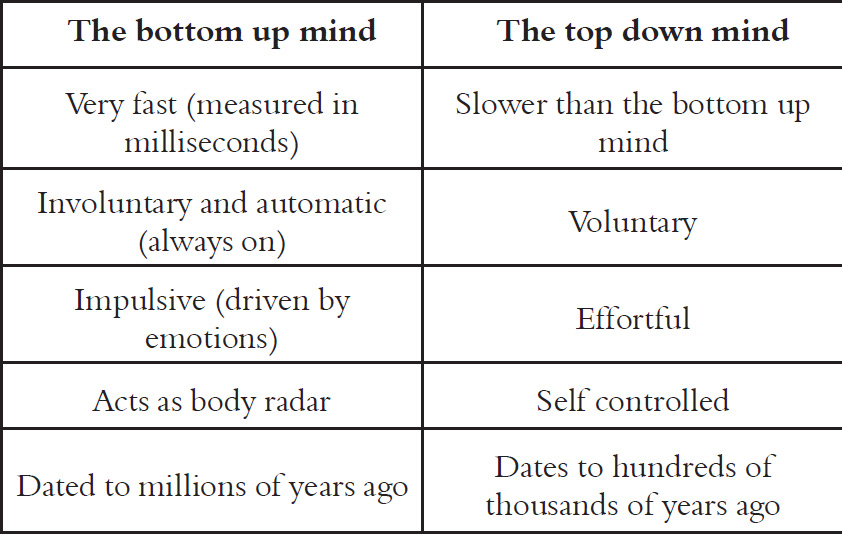 The bottom up mind
The top down mind
Very fast (measured in
milliseconds)
Slower than the bottom up
mind
Involuntary and automatic
(always on)
Voluntary
Impulsive (driven by
emotions)
Effortful
Acts as body radar
Self controlled
Dated to millions of years ago
Dates to hundreds of
thousands of years ago